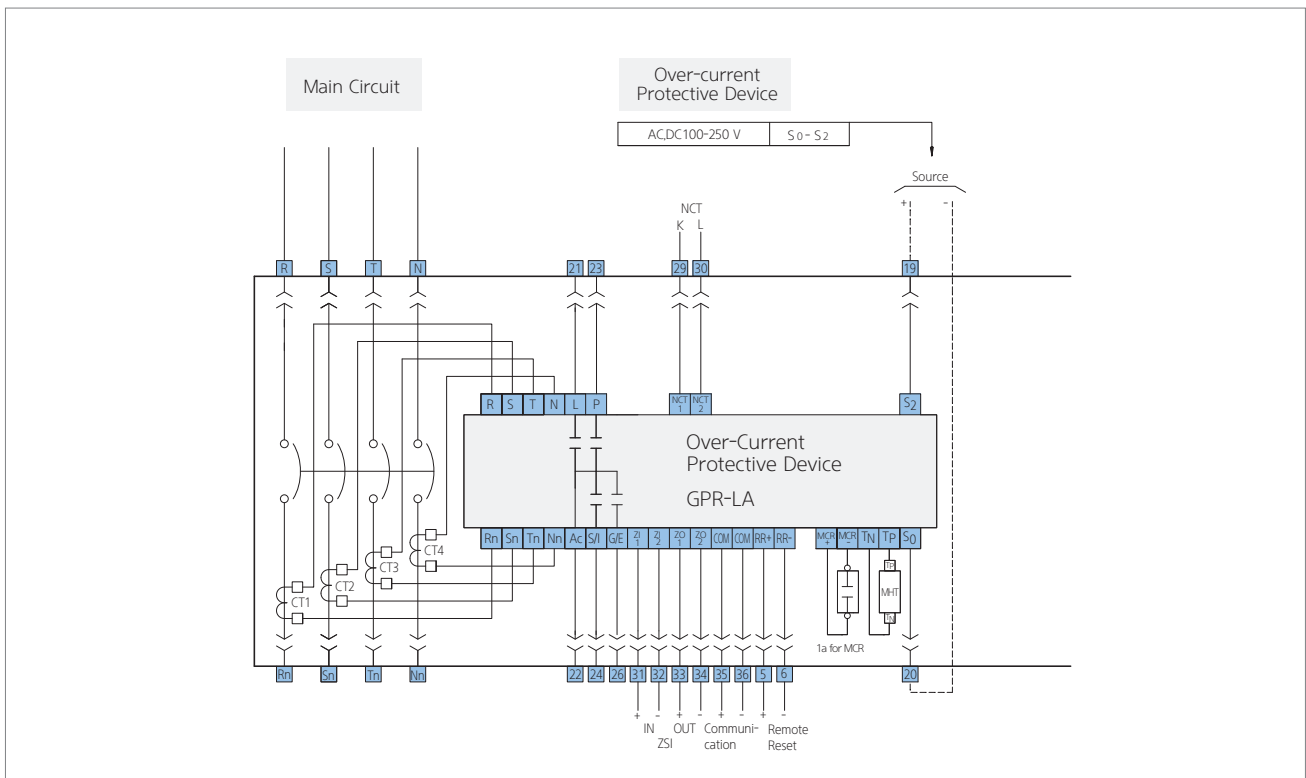 Main Circuit
Over-current
Protective Device
AC,DC100-250 V
S0- S2
Source
+ -
NCT
K L
R S T N 21 23 29 30 19
R S T N L P NCT 1 NCT 2 S2
Over-Current
Protective Device
GPR-LA
Rn Sn Tn Nn Ac S/I G/E ZI 1 ZI 2 ZO 1 ZO 2 COM COM RR+ RR- MCR + MCR - TN TP S0
CT4
CT3
CT2
CT1
TP
MHT
TN
1a for MCR
Rn Sn Tn Nn 22 24 26 31 32 33 34 35 36 5 6 20
+ - + - + - + -
IN OUT Communi- Remote
ZSI cation Reset